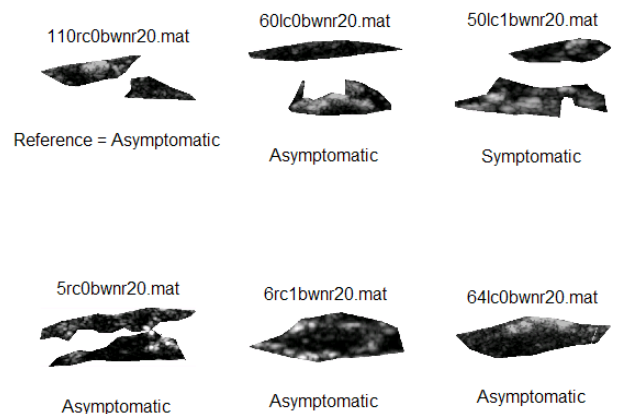 110rc0bwnr20.mat
60lc0bwnr20.mat
50lc1bwnr20.mat
Reference = Asymptomatic
Asymptomatic
Symptomatic
5rc0bwnr20.mat
6rc1bwnr20.mat
64lc0bwnr20.mat
Asymptomatic
Asymptomatic
Asymptomatic